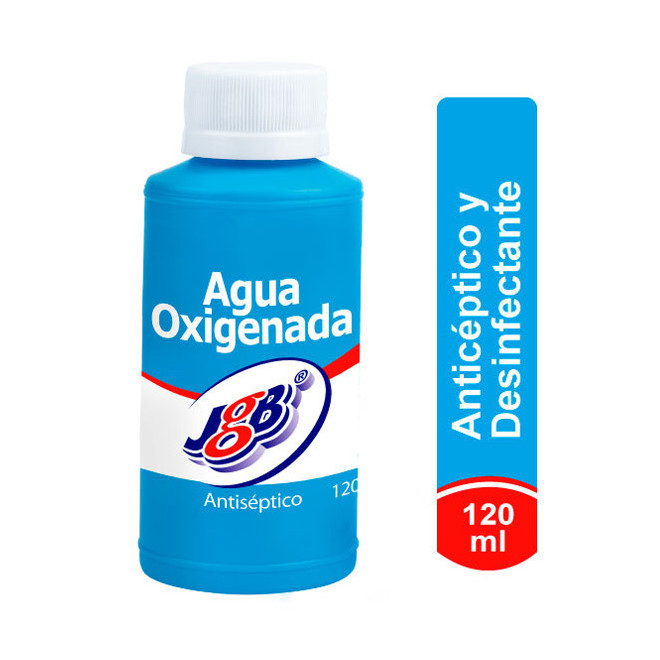 Agua
Oxigenada
JGB®
Antiséptico
120
Anticéptico y
Desinfectante
120
ml